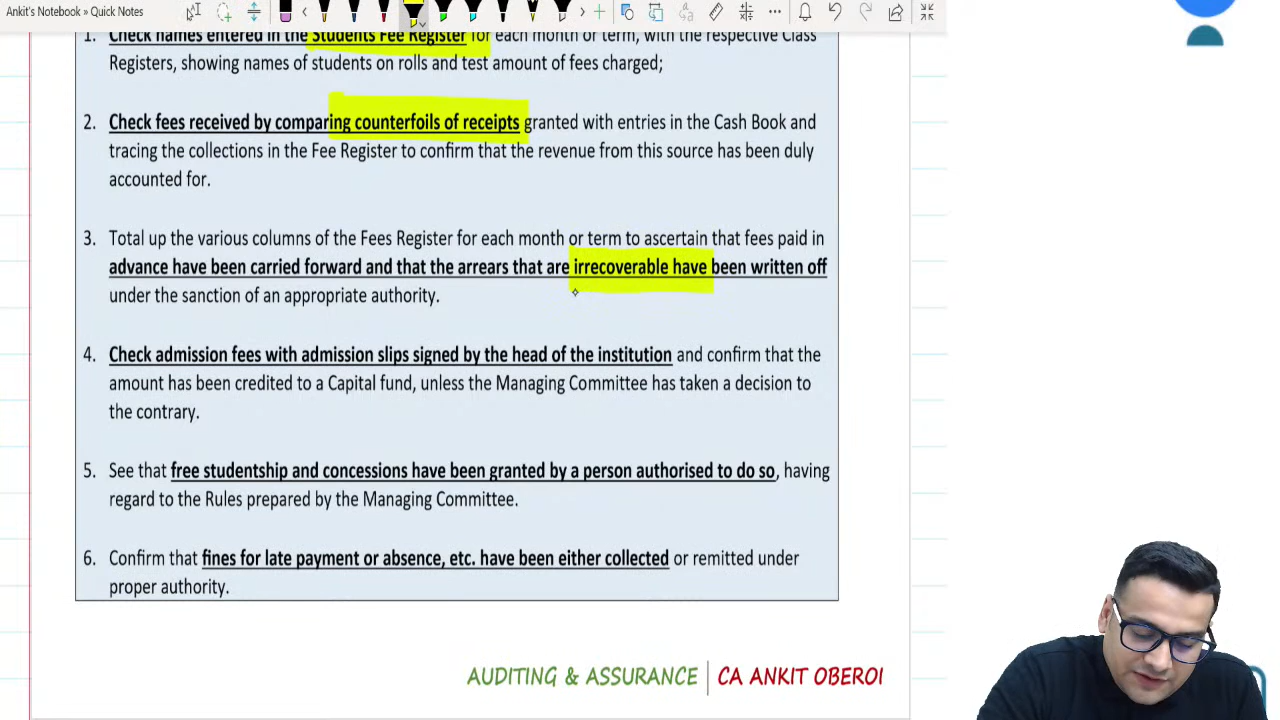 Ankit's Notebook » Quick Notes
1. Check names entered in the Students Fee Register for each month or term, with the respective Class
Registers, showing names of students on rolls and test amount of fees charged;
2. Check fees received by comparing counterfoils of receipts granted with entries in the Cash Book and
tracing the collections in the Fee Register to confirm that the revenue from this source has been duly
accounted for.
3. Total up the various columns of the Fees Register for each month or term to ascertain that fees paid in
advance have been carried forward and that the arrears that are irrecoverable have been written off
under the sanction of an appropriate authority.
4. Check admission fees with admission slips signed by the head of the institution and confirm that the
amount has been credited to a Capital fund, unless the Managing Committee has taken a decision to
the contrary.
5. See that free studentship and concessions have been granted by a person authorised to do so, having
regard to the Rules prepared by the Managing Committee.
6. Confirm that fines for late payment or absence, etc. have been either collected or remitted under
proper authority.
AUDITING & ASSURANCE | CA ANKIT OBEROI